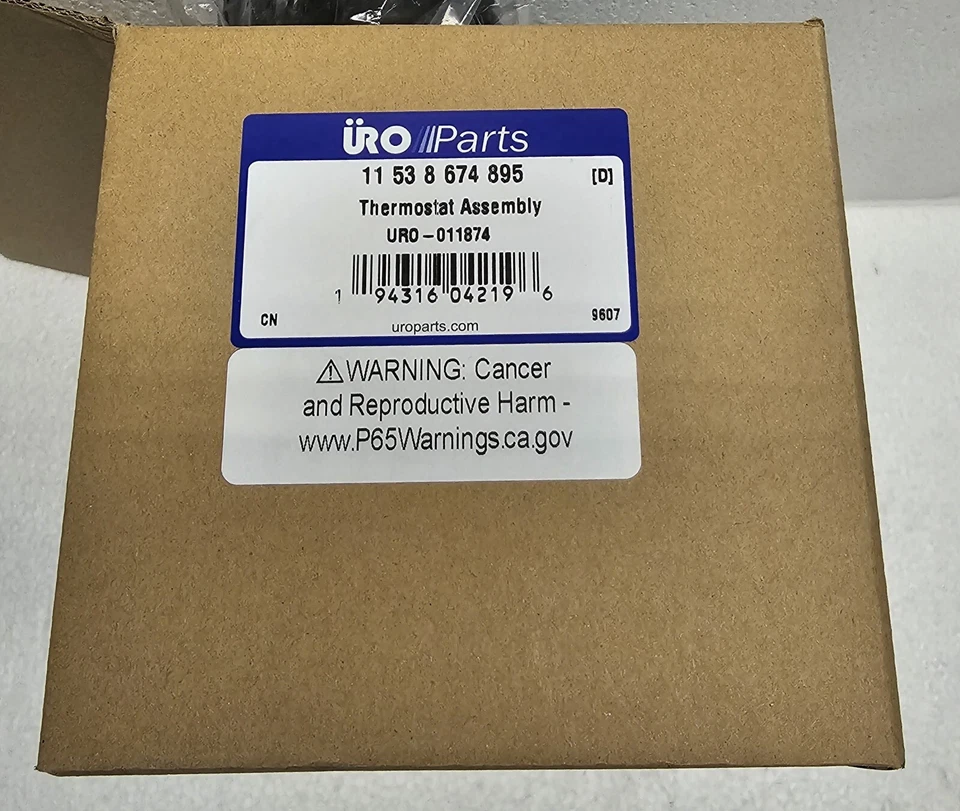 ÜRO///Parts
11 53 8 674 895 [D]
Thermostat Assembly
URO-011874
1 94316 04219 6
CN uroparts.com 9607
⚠WARNING: Cancer
and Reproductive Harm -
www.P65Warnings.ca.gov